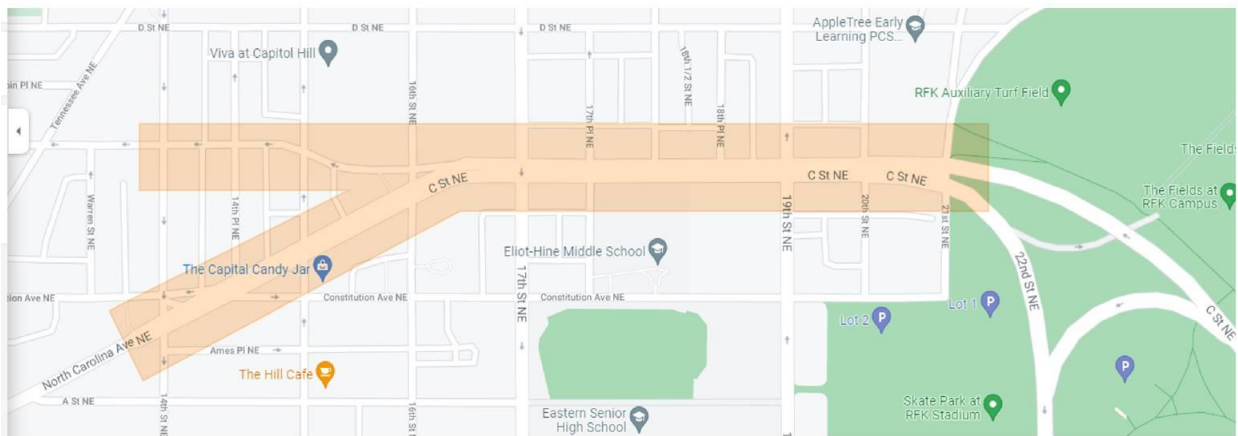 D St NE
D St NE
D St NE
AppleTree Early
Learning PCS...
Viva at Capitol Hill
Tennessee Ave NE
oin Pl NE
16th St NE
17th Pl NE
18th 1/2 St NE
18th Pl NE
RFK Auxiliary Turf Field
The Fields
The Fields at
RFK Campus
C St NE
C St NE
C St NE
Warren St NE
14th Pl NE
19th St NE
20th St NE
21st St NE
Eliot-Hine Middle School
The Capital Candy Jar
17th St NE
22nd St NE
tion Ave NE
Constitution Ave NE
Constitution Ave NE
Lot 1
Lot 2
P
P
P
C St NE
North Carolina Ave NE
Ames Pl NE
The Hill Cafe
A St NE
14th St NE
16th St NE
Eastern Senior
High School
Skate Park at
RFK Stadium